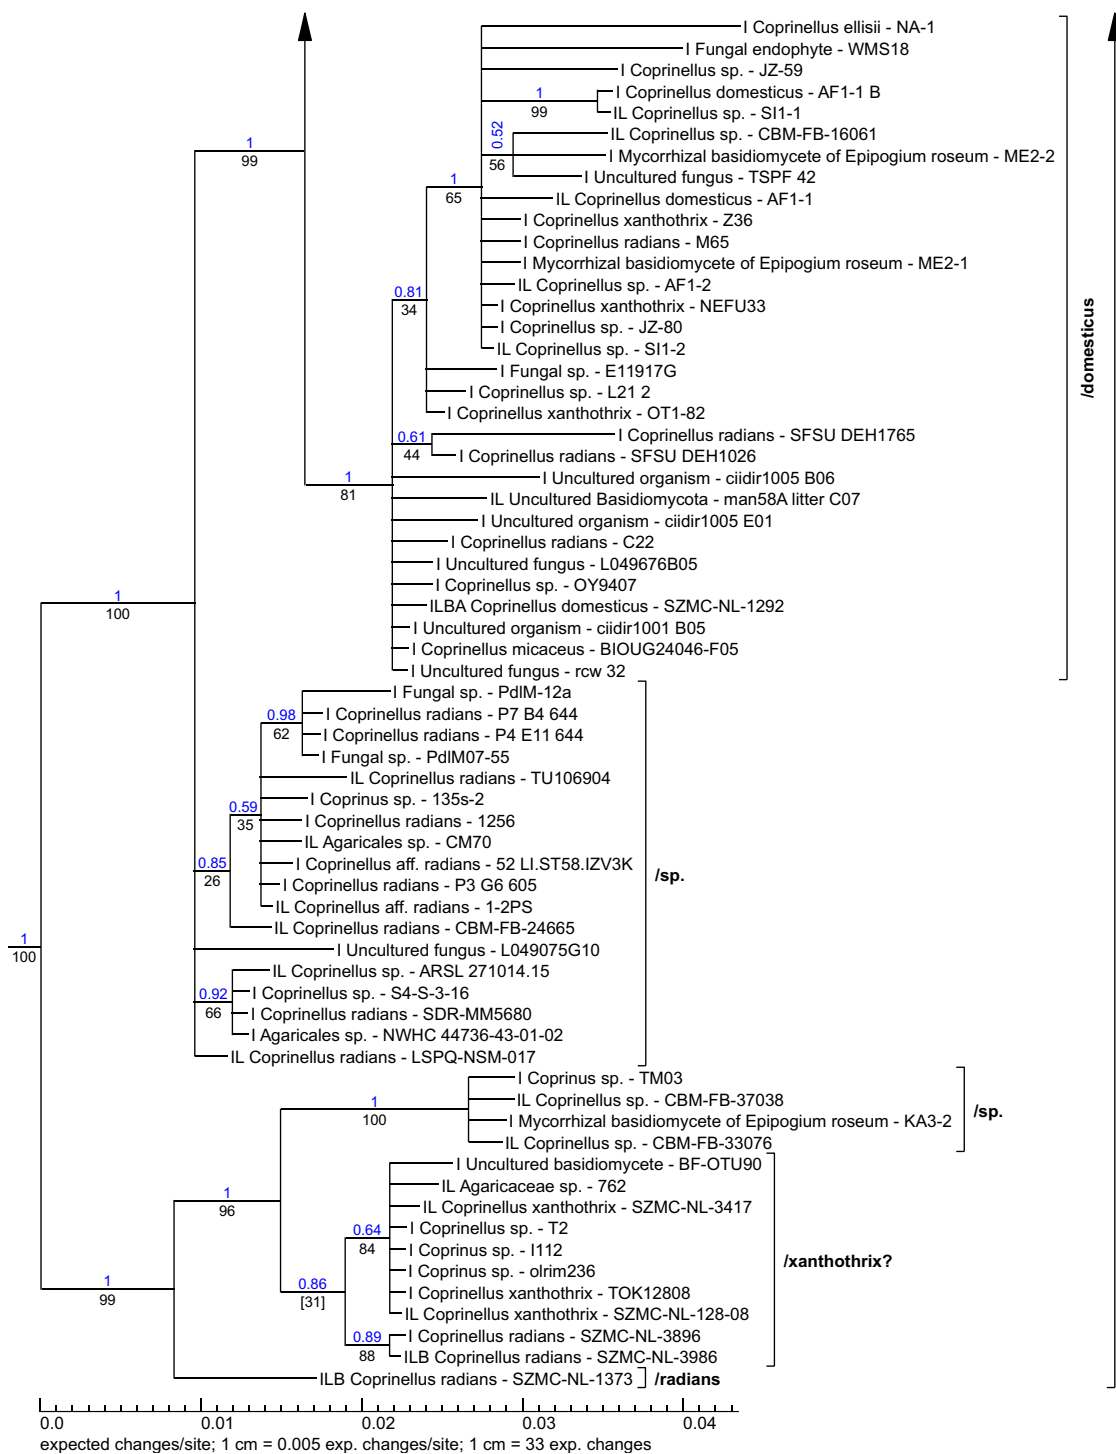 I Coprinellus ellisii - NA-1
I Fungal endophyte - WMS18
I Coprinellus sp. - JZ-59
1
99
I Coprinellus domesticus - AF1-1 B
IL Coprinellus sp. - SI1-1
0.52
56
IL Coprinellus sp. - CBM-FB-16061
I Mycorrhizal basidiomycete of Epipogium roseum - ME2-2
I Uncultured fungus - TSPF 42
1
99
1
65
IL Coprinellus domesticus - AF1-1
I Coprinellus xanthothrix - Z36
I Coprinellus radians - M65
I Mycorrhizal basidiomycete of Epipogium roseum - ME2-1
IL Coprinellus sp. - AF1-2
0.81
34
I Coprinellus xanthothrix - NEFU33
I Coprinellus sp. - JZ-80
IL Coprinellus sp. - SI1-2
/domesticus
I Fungal sp. - E11917G
I Coprinellus sp. - L21 2
I Coprinellus xanthothrix - OT1-82
0.61
44
I Coprinellus radians - SFSU DEH1765
I Coprinellus radians - SFSU DEH1026
1
81
I Uncultured organism - ciidir1005 B06
IL Uncultured Basidiomycota - man58A litter C07
I Uncultured organism - ciidir1005 E01
I Coprinellus radians - C22
I Uncultured fungus - L049676B05
I Coprinellus sp. - OY9407
ILBA Coprinellus domesticus - SZMC-NL-1292
1
100
I Uncultured organism - ciidir1001 B05
I Coprinellus micaceus - BIOUG24046-F05
I Uncultured fungus - rcw 32
I Fungal sp. - PdlM-12a
0.98
62
I Coprinellus radians - P7 B4 644
I Coprinellus radians - P4 E11 644
I Fungal sp. - PdlM07-55
IL Coprinellus radians - TU106904
0.59
35
I Coprinus sp. - 135s-2
I Coprinellus radians - 1256
IL Agaricales sp. - CM70
0.85
26
I Coprinellus aff. radians - 52 LI.ST58.IZV3K
I Coprinellus radians - P3 G6 605
IL Coprinellus aff. radians - 1-2PS
IL Coprinellus radians - CBM-FB-24665
/sp.
1
100
I Uncultured fungus - L049075G10
0.92
66
IL Coprinellus sp. - ARSL 271014.15
I Coprinellus sp. - S4-S-3-16
I Coprinellus radians - SDR-MM5680
I Agaricales sp. - NWHC 44736-43-01-02
IL Coprinellus radians - LSPQ-NSM-017
1
100
I Coprinus sp. - TM03
IL Coprinellus sp. - CBM-FB-37038
I Mycorrhizal basidiomycete of Epipogium roseum - KA3-2
IL Coprinellus sp. - CBM-FB-33076
/sp.
1
96
I Uncultured basidiomycete - BF-OTU90
IL Agaricaceae sp. - 762
IL Coprinellus xanthothrix - SZMC-NL-3417
0.64
84
I Coprinellus sp. - T2
I Coprinus sp. - I112
I Coprinus sp. - olrim236
/xanthothrix?
1
99
0.86
[31]
I Coprinellus xanthothrix - TOK12808
IL Coprinellus xanthothrix - SZMC-NL-128-08
0.89
88
I Coprinellus radians - SZMC-NL-3896
ILB Coprinellus radians - SZMC-NL-3986
ILB Coprinellus radians - SZMC-NL-1373
/radians
0.0 0.01 0.02 0.03 0.04
expected changes/site; 1 cm = 0.005 exp. changes/site; 1 cm = 33 exp. changes